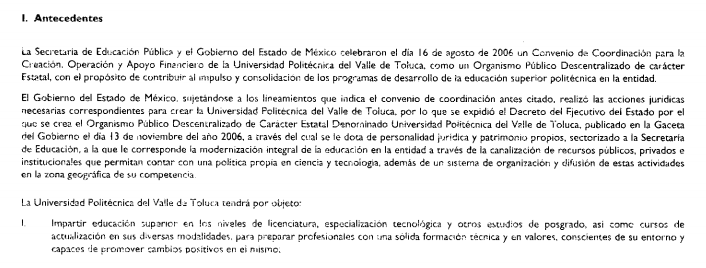 I. Antecedentes
La Secretaría de Educación Pública y el Gobierno del Estado de México celebraron el día 16 de agosto de 2006 un Convenio de Coordinación para la
Creación, Operación y Apoyo Financiero de la Universidad Politécnica del Valle de Toluca, como un Organismo Público Descentralizado de carácter
Estatal, con el propósito de contribuir al impulso y consolidación de los programas de desarrollo de la educación superior politécnica en la entidad.
El Gobierno del Estado de México, sujetándose a los lineamientos que indica el convenio de coordinación antes citado, realizó las acciones jurídicas
necesarias correspondientes para crear la Universidad Politécnica del Valle de Toluca, por lo que se expidió el Decreto del Ejecutivo del Estado por el
que se crea el Organismo Público Descentralizado de Carácter Estatal Denominado Universidad Politécnica del Valle de Toluca, publicado en la Gaceta
del Gobierno el día 13 de noviembre del año 2006, a través del cual se le dota de personalidad jurídica y patrimonio propios, sectorizado a la Secretaría
de Educación, a la que le corresponde la modernización integral de la educación en la entidad a través de la canalización de recursos públicos, privados e
institucionales que permitan contar con una política propia en ciencia y tecnología, además de un sistema de organización y difusión de estas actividades
en la zona geográfica de su competencia.
La Universidad Politécnica del Valle de Toluca tendrá por objeto:
I. Impartir educación superior en los niveles de licenciatura, especialización tecnológica y otros estudios de posgrado, así como cursos de
actualización en sus diversas modalidades, para preparar profesionales con una sólida formación técnica y en valores, conscientes de su entorno y
capaces de promover cambios positivos en el mismo;